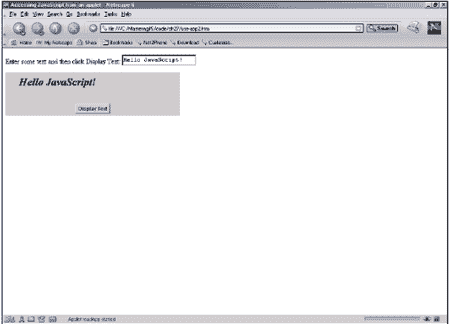 Accessing JavaScript from an applet - Netscape 6
File Edit View Search Go Bookmarks Tasks Help
Search
Home My Netscape Shop Bookmarks Net2Phone Download Customize...
Enter some text and then click Display Text: Hello JavaScript!
Hello JavaScript!
Display Text